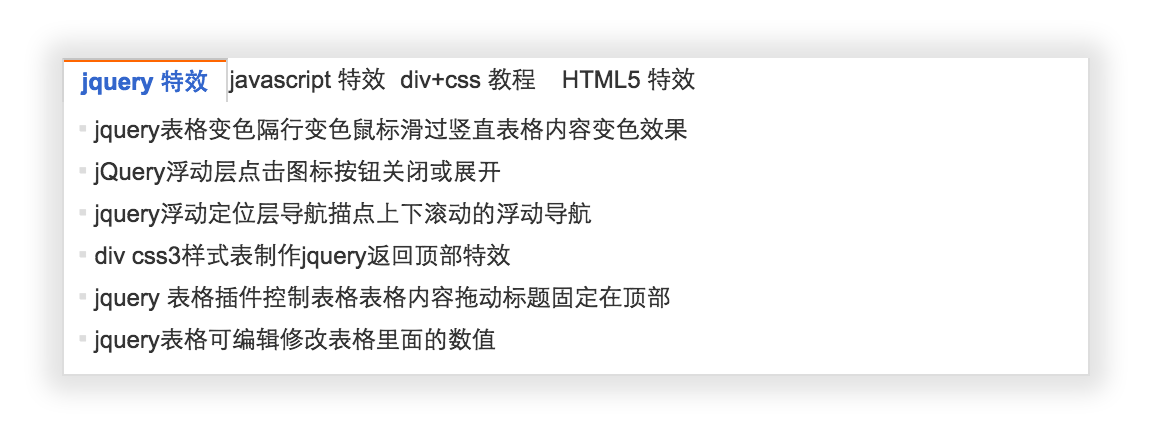 jquery 特效 javascript 特效 div+css 教程 HTML5 特效
jquery表格变色隔行变色鼠标滑过竖直表格内容变色效果
jQuery浮动层点击图标按钮关闭或展开
jquery浮动定位层导航描点上下滚动的浮动导航
div css3样式表制作jquery返回顶部特效
jquery 表格插件控制表格表格内容拖动标题固定在顶部
jquery表格可编辑修改表格里面的数值